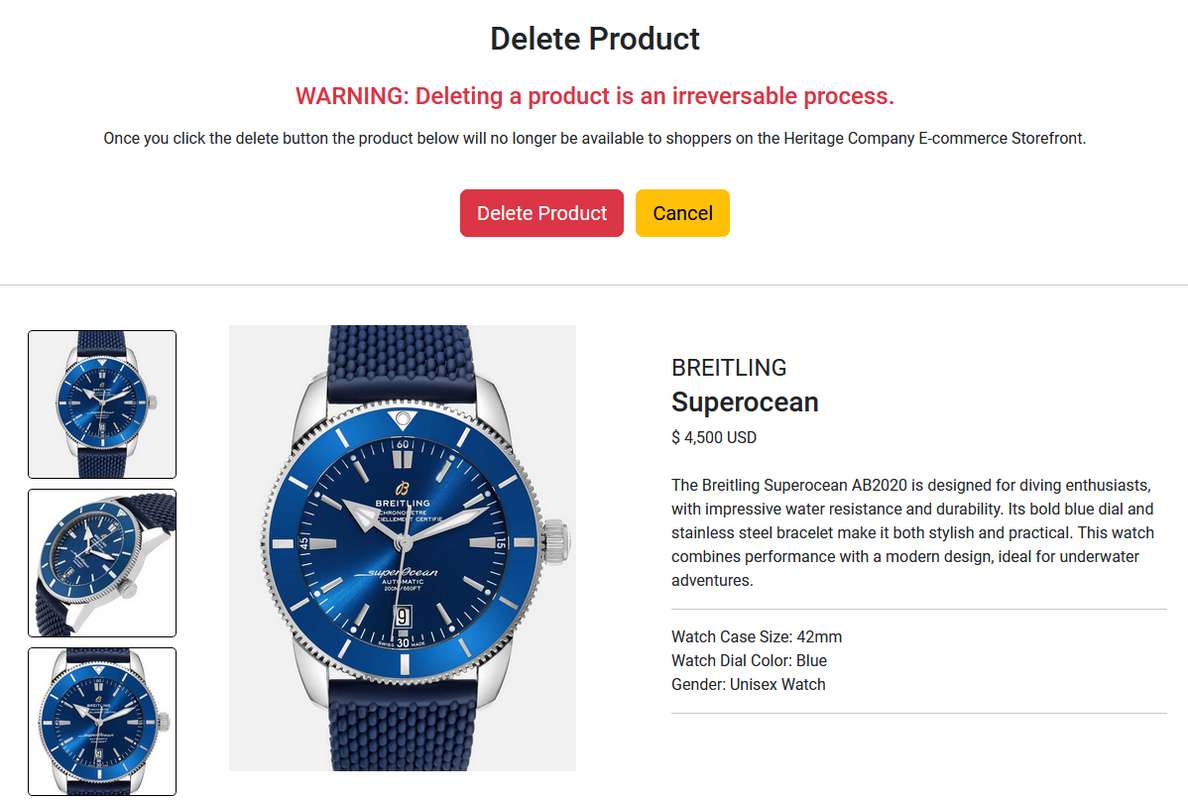 Delete Product
WARNING: Deleting a product is an irreversable process.
Once you click the delete button the product below will no longer be available to shoppers on the Heritage Company E-commerce Storefront.
Delete Product
Cancel
60
BREITLING
CHRONOMETRE
CIELLEMENT CERTIFIE
45
15
superocean
AUTOMATIC
200M/660FT
9
SWISS 30 MADE
BREITLING
Superocean
$ 4,500 USD
The Breitling Superocean AB2020 is designed for diving enthusiasts,
with impressive water resistance and durability. Its bold blue dial and
stainless steel bracelet make it both stylish and practical. This watch
combines performance with a modern design, ideal for underwater
adventures.
Watch Case Size: 42mm
Watch Dial Color: Blue
Gender: Unisex Watch